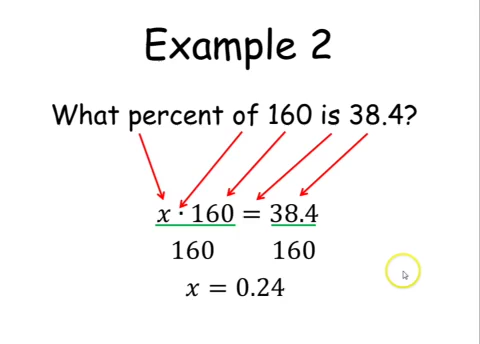 Example 2
What percent of 160 is 38.4?
x · 160 = 38.4
160 160
x = 0.24